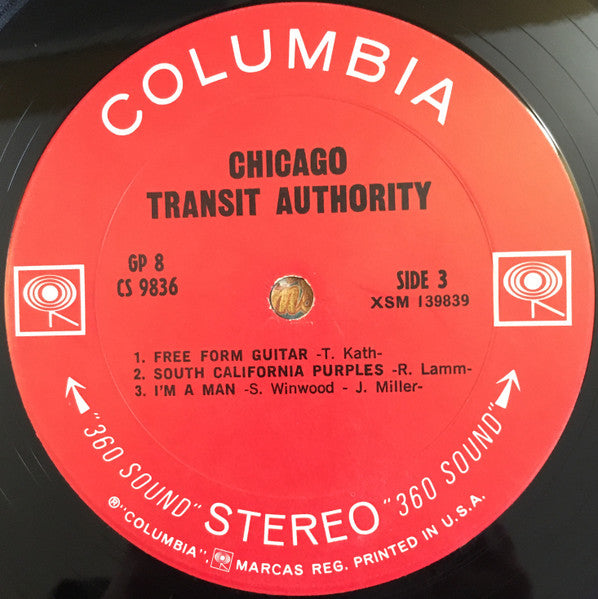 COLUMBIA
CHICAGO
TRANSIT AUTHORITY
GP 8
CS 9836
SIDE 3
XSM 139839
1. FREE FORM GUITAR -T. Kath-
2. SOUTH CALIFORNIA PURPLES -R. Lamm-
3. I'M A MAN -S. Winwood - J. Miller-
"360 SOUND" STEREO "360 SOUND"
®"COLUMBIA", MARCAS REG. PRINTED IN U.S.A.